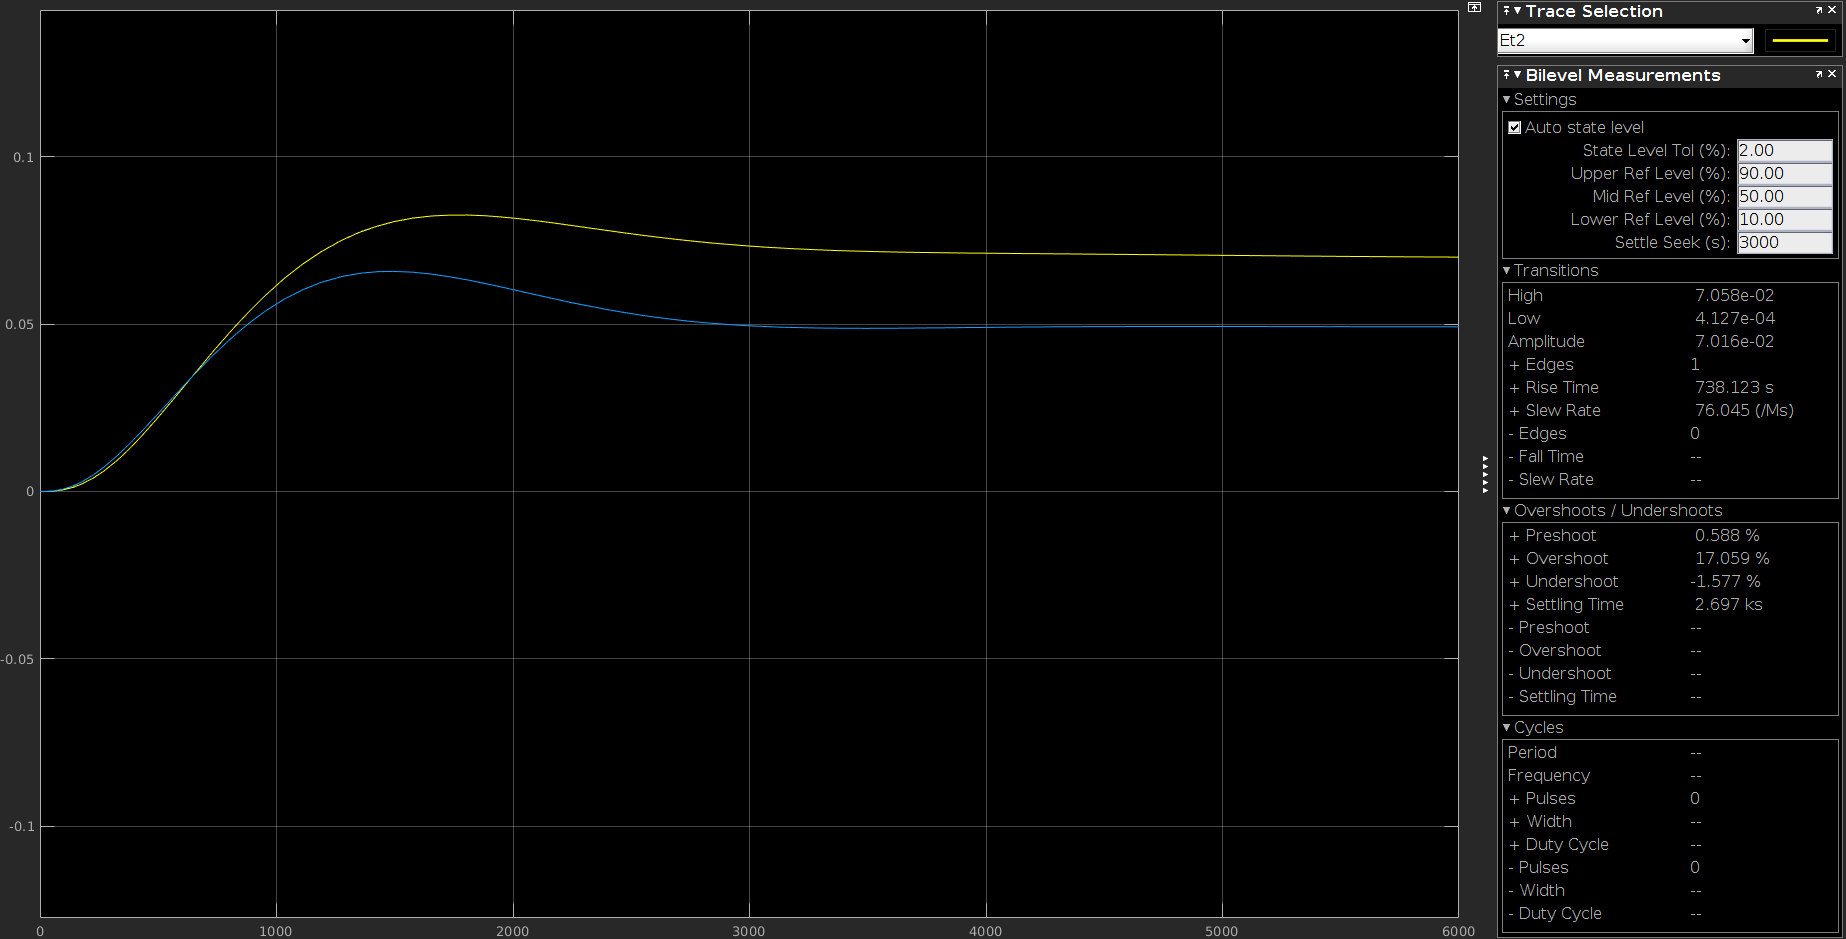 0.1
0.05
0
-0.05
-0.1
0 1000 2000 3000 4000 5000 6000
Trace Selection
Et2
Bilevel Measurements
Settings
Auto state level
State Level Tol (%): 2.00
Upper Ref Level (%): 90.00
Mid Ref Level (%): 50.00
Lower Ref Level (%): 10.00
Settle Seek (s): 3000
Transitions
High 7.058e-02
Low 4.127e-04
Amplitude 7.016e-02
+ Edges 1
+ Rise Time 738.123 s
+ Slew Rate 76.045 (/Ms)
- Edges 0
- Fall Time --
- Slew Rate --
Overshoots / Undershoots
+ Preshoot 0.588 %
+ Overshoot 17.059 %
+ Undershoot -1.577 %
+ Settling Time 2.697 ks
- Preshoot --
- Overshoot --
- Undershoot --
- Settling Time --
Cycles
Period --
Frequency --
+ Pulses 0
+ Width --
+ Duty Cycle --
- Pulses 0
- Width --
- Duty Cycle --